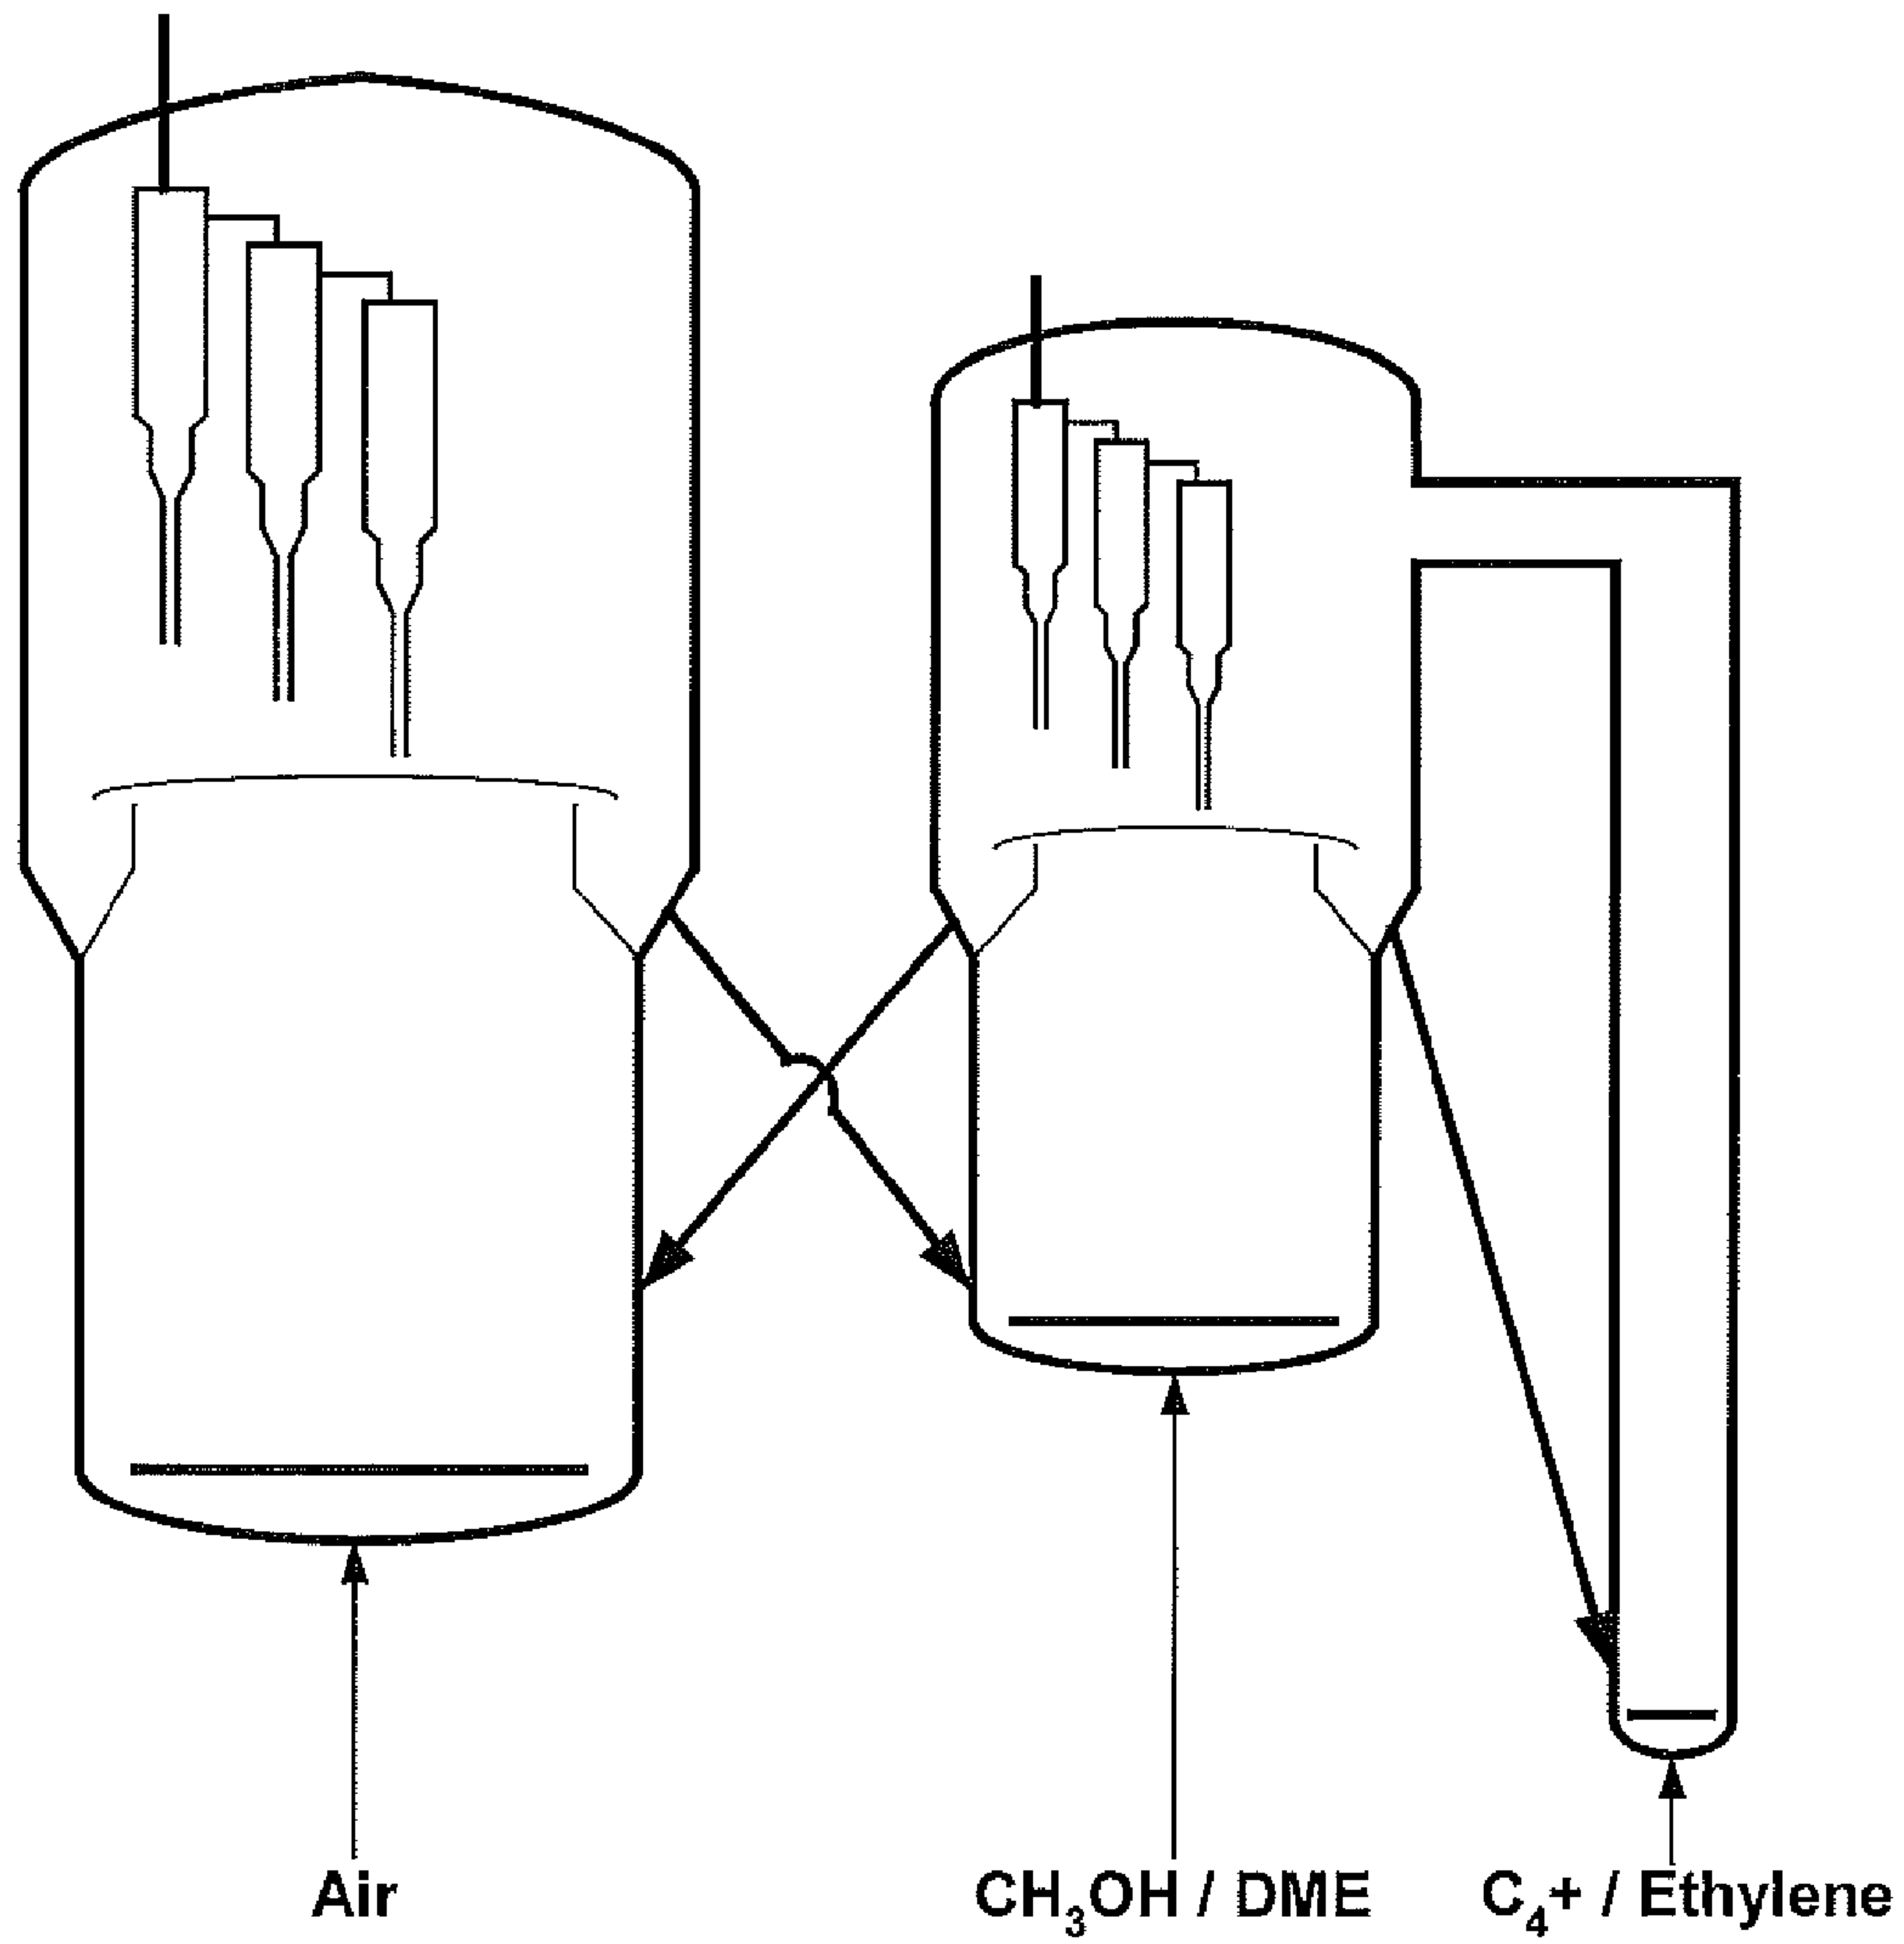 Air
CH₃OH / DME
C₄+ / Ethylene